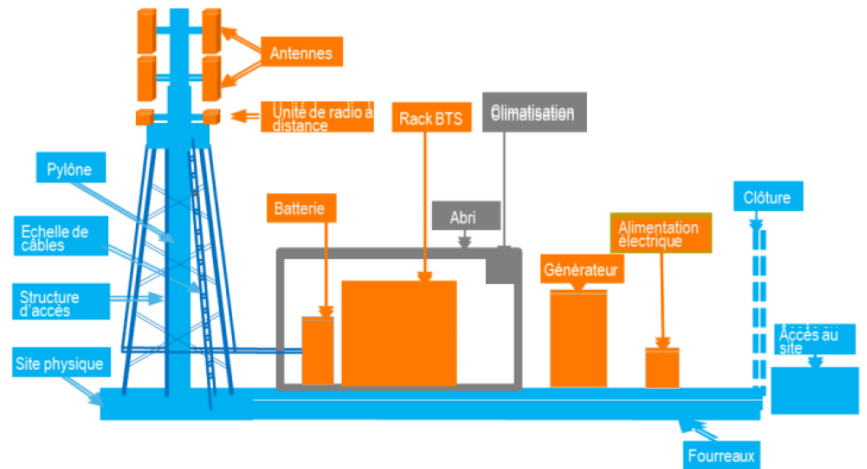 Antennes
Unité de radio à
distance
Rack BTS
Climatisation
Pylône
Batterie
Abri
Clôture
Echelle de
câbles
Alimentation
électrique
Générateur
Structure
d'accès
Accès au
site
Site physique
Fourreaux